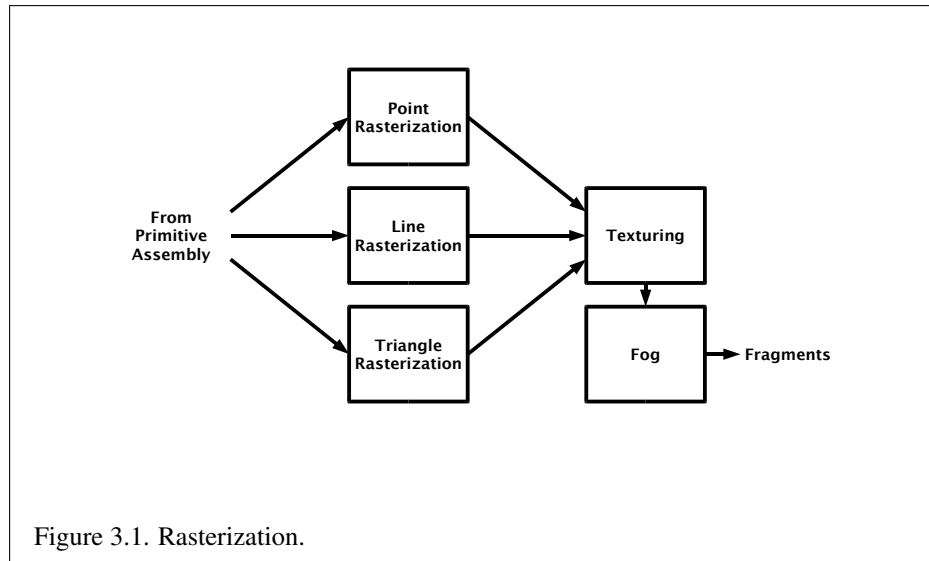 Point
Rasterization
From
Primitive
Assembly
Line
Rasterization
Texturing
Triangle
Rasterization
Fog
Fragments
Figure 3.1. Rasterization.